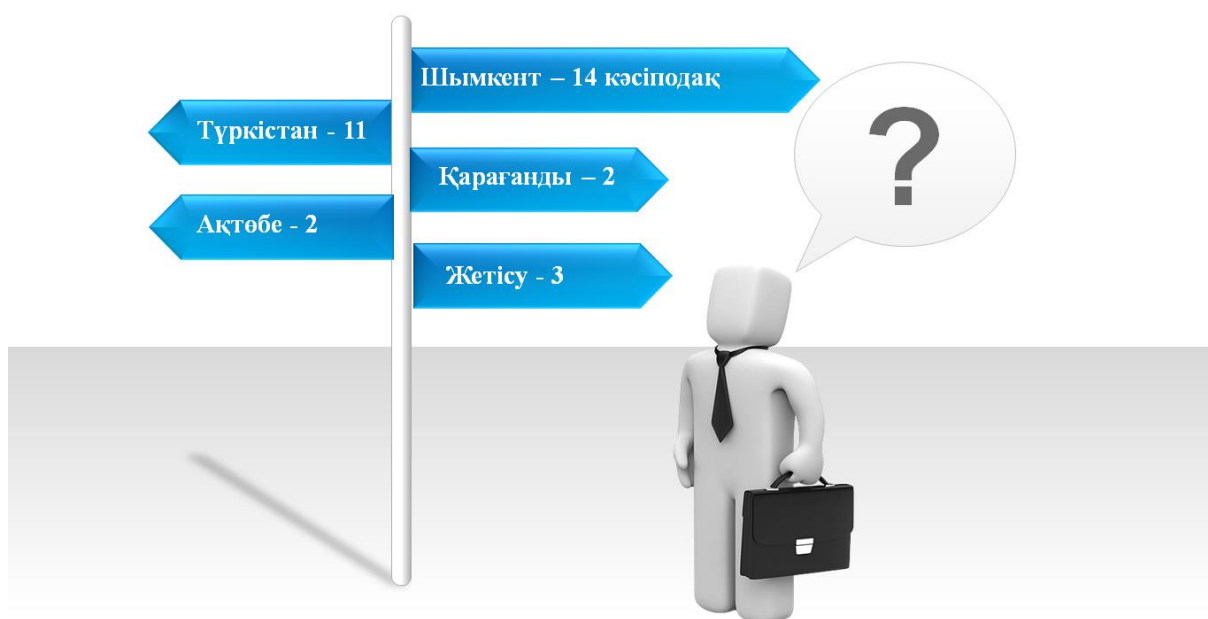 Шымкент – 14 кәсіподақ
Түркістан - 11
Қарағанды – 2
Ақтөбе - 2
Жетісу - 3
?